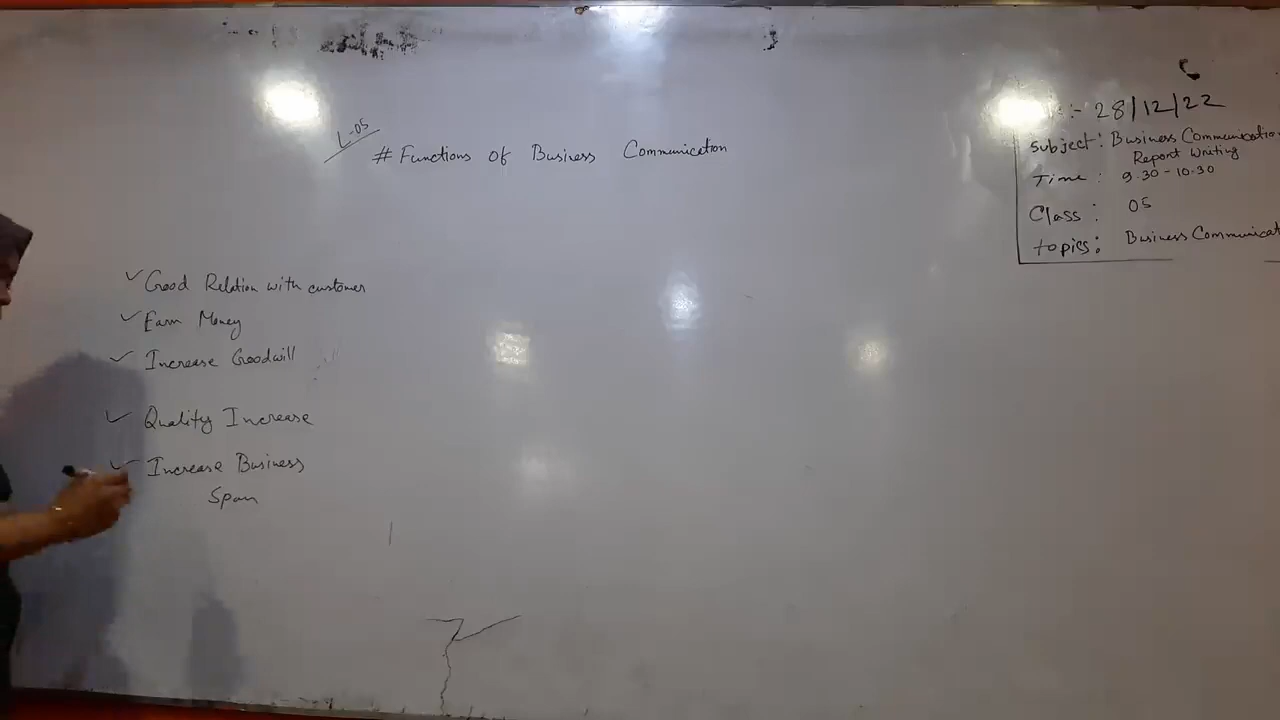 L-05
# Functions of Business Communication
✓ Good Relation with customer
✓ Earn Money
✓ Increase Goodwill
✓ Quality Increase
✓ Increase Business
Span
:- 28/12/22
Subject: Business Communication
Report Writing
Time : 9.30-10.30
Class : 05
topics: Business Communicat